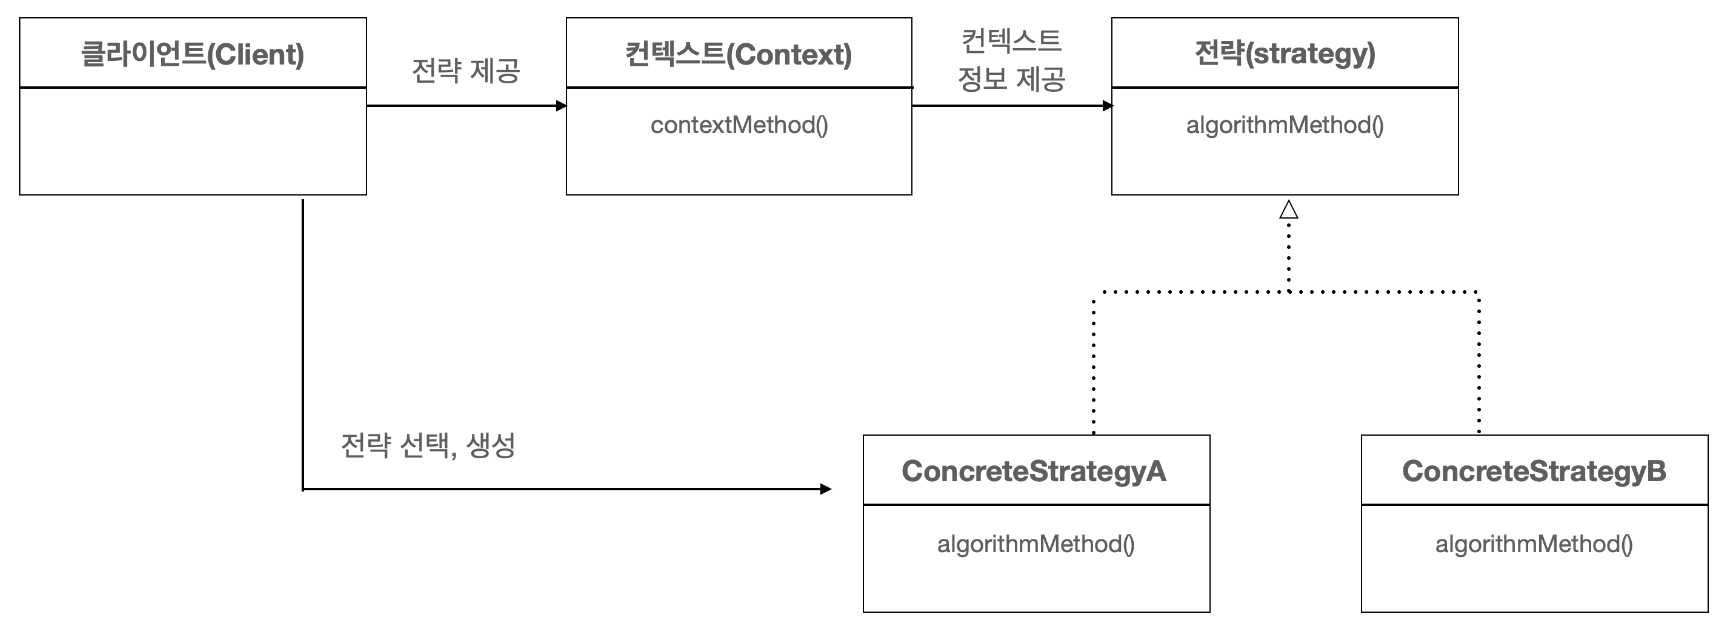 클라이언트(Client)
전략 제공
컨텍스트(Context)
contextMethod()
컨텍스트
정보 제공
전략(strategy)
algorithmMethod()
전략 선택, 생성
ConcreteStrategyA
algorithmMethod()
ConcreteStrategyB
algorithmMethod()